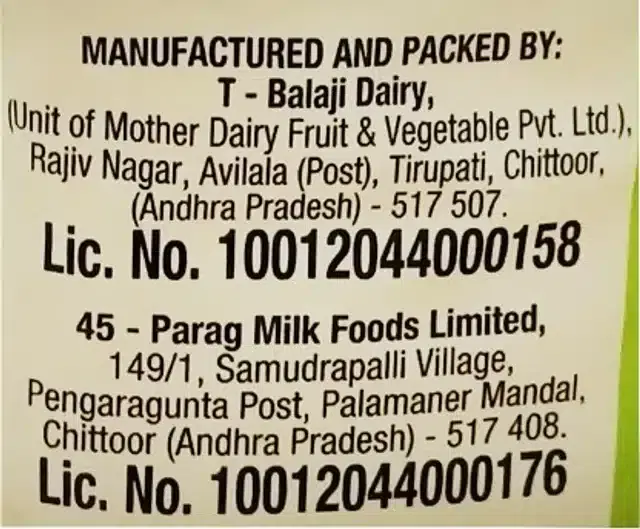 MANUFACTURED AND PACKED BY:
T - Balaji Dairy,
(Unit of Mother Dairy Fruit & Vegetable Pvt. Ltd.),
Rajiv Nagar, Avilala (Post), Tirupati, Chittoor,
(Andhra Pradesh) - 517 507.
Lic. No. 10012044000158
45 - Parag Milk Foods Limited,
149/1, Samudrapalli Village,
Pengaragunta Post, Palamaner Mandal,
Chittoor (Andhra Pradesh) - 517 408.
Lic. No. 10012044000176